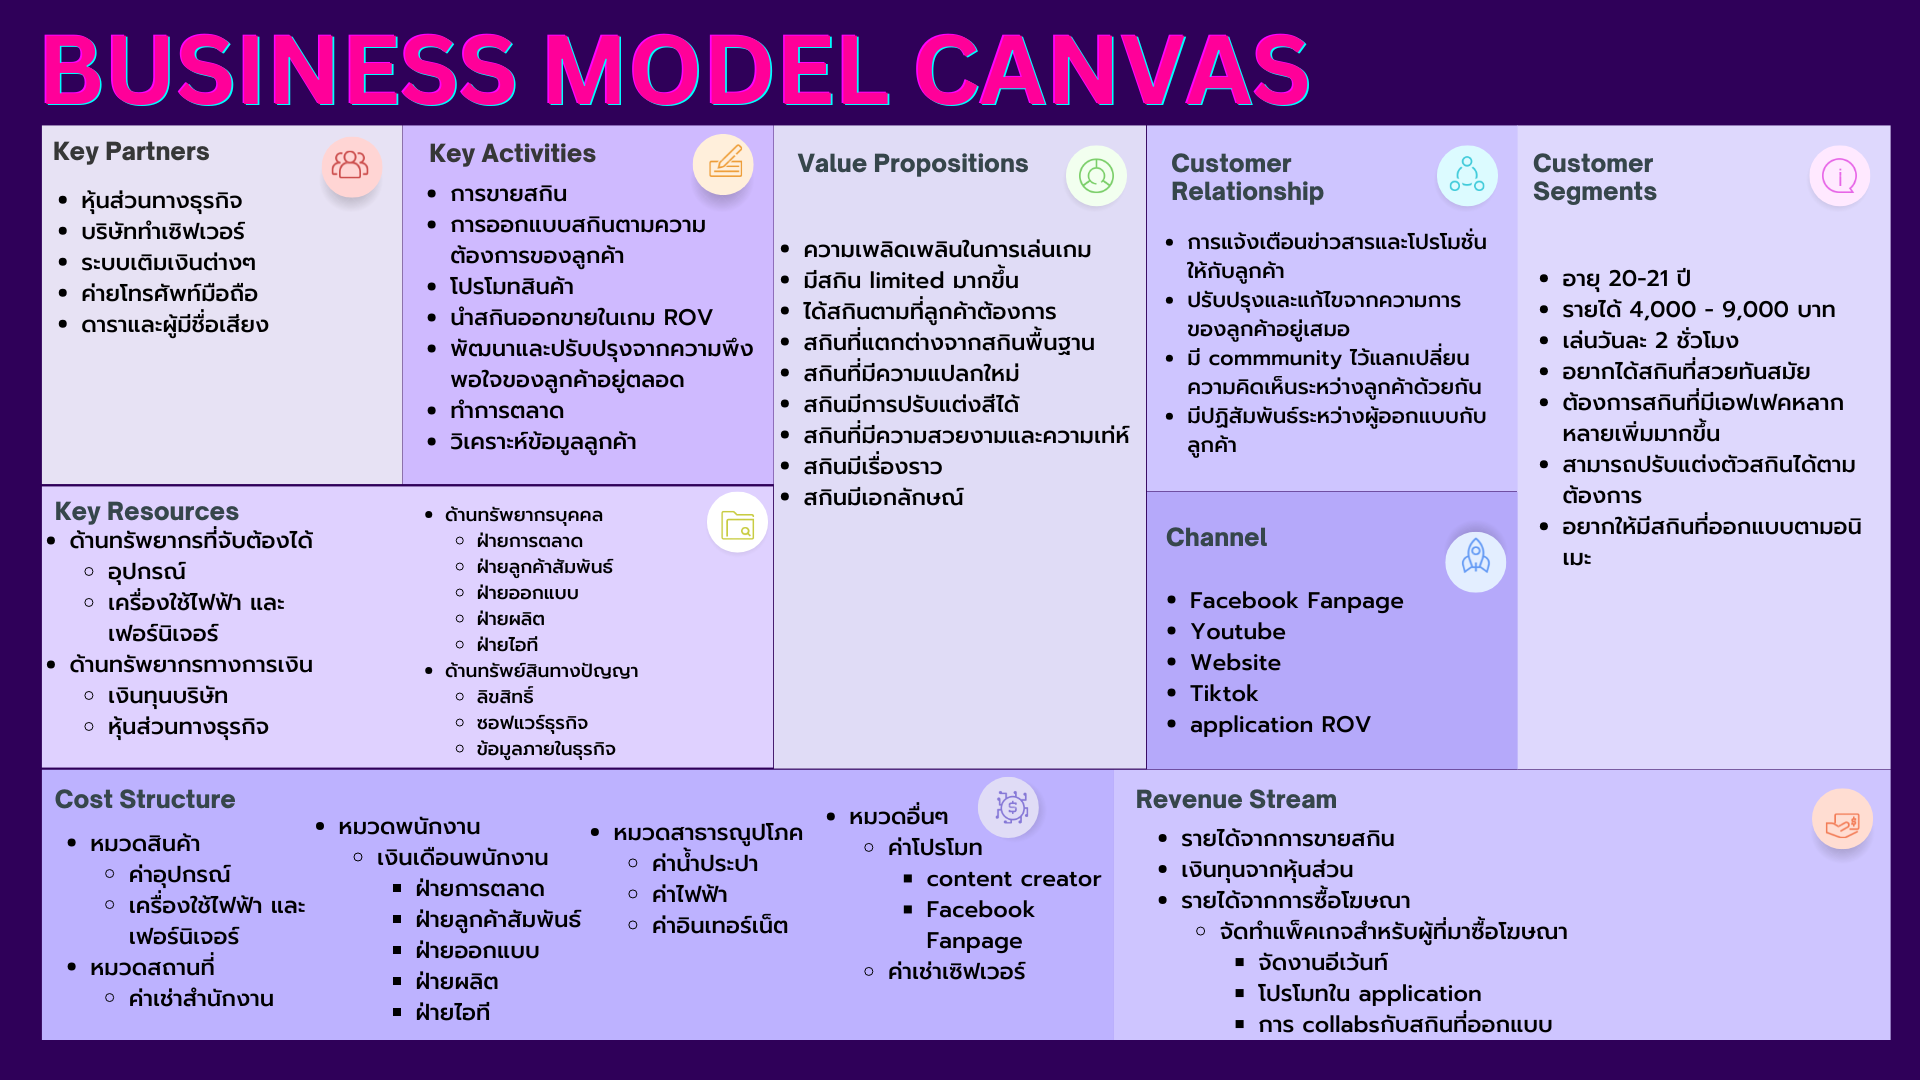 BUSINESS MODEL CANVAS
Key Partners
• หุ้นส่วนทางธุรกิจ
• บริษัททำเซิฟเวอร์
• ระบบเติมเงินต่างๆ
• ค่ายโทรศัพท์มือถือ
• ดาราและผู้มีชื่อเสียง
Key Activities
• การขายสกิน
• การออกแบบสกินตามความ
ต้องการของลูกค้า
• โปรโมทสินค้า
• นำสกินออกขายในเกม ROV
• พัฒนาและปรับปรุงจากความพึง
พอใจของลูกค้าอยู่ตลอด
• ทำการตลาด
• วิเคราะห์ข้อมูลลูกค้า
Key Resources
• ด้านทรัพยากรที่จับต้องได้
○ อุปกรณ์
○ เครื่องใช้ไฟฟ้า และ
เฟอร์นิเจอร์
• ด้านทรัพยากรทางการเงิน
○ เงินทุนบริษัท
○ หุ้นส่วนทางธุรกิจ
• ด้านทรัพยากรบุคคล
○ ฝ่ายการตลาด
○ ฝ่ายลูกค้าสัมพันธ์
○ ฝ่ายออกแบบ
○ ฝ่ายผลิต
○ ฝ่ายไอที
• ด้านทรัพย์สินทางปัญญา
○ ลิขสิทธิ์
○ ซอฟแวร์ธุรกิจ
○ ข้อมูลภายในธุรกิจ
Value Propositions
• ความเพลิดเพลินในการเล่นเกม
• มีสกิน limited มากขึ้น
• ได้สกินตามที่ลูกค้าต้องการ
• สกินที่แตกต่างจากสกินพื้นฐาน
• สกินที่มีความแปลกใหม่
• สกินมีการปรับแต่งสีได้
• สกินที่มีความสวยงามและความเท่ห์
• สกินมีเรื่องราว
• สกินมีเอกลักษณ์
Customer
Relationship
• การแจ้งเตือนข่าวสารและโปรโมชั่น
ให้กับลูกค้า
• ปรับปรุงและแก้ไขจากความการ
ของลูกค้าอยู่เสมอ
• มี commmunity ไว้แลกเปลี่ยน
ความคิดเห็นระหว่างลูกค้าด้วยกัน
• มีปฏิสัมพันธ์ระหว่างผู้ออกแบบกับ
ลูกค้า
Channel
• Facebook Fanpage
• Youtube
• Website
• Tiktok
• application ROV
Customer
Segments
• อายุ 20-21 ปี
• รายได้ 4,000 - 9,000 บาท
• เล่นวันละ 2 ชั่วโมง
• อยากได้สกินที่สวยทันสมัย
• ต้องการสกินที่มีเอฟเฟคหลาก
หลายเพิ่มมากขึ้น
• สามารถปรับแต่งตัวสกินได้ตาม
ต้องการ
• อยากให้มีสกินที่ออกแบบตามอนิ
เมะ
Cost Structure
• หมวดสินค้า
○ ค่าอุปกรณ์
○ เครื่องใช้ไฟฟ้า และ
เฟอร์นิเจอร์
• หมวดสถานที่
○ ค่าเช่าสำนักงาน
• หมวดพนักงาน
○ เงินเดือนพนักงาน
▪ ฝ่ายการตลาด
▪ ฝ่ายลูกค้าสัมพันธ์
▪ ฝ่ายออกแบบ
▪ ฝ่ายผลิต
▪ ฝ่ายไอที
• หมวดสาธารณูปโภค
○ ค่าน้ำประปา
○ ค่าไฟฟ้า
○ ค่าอินเทอร์เน็ต
• หมวดอื่นๆ
○ ค่าโปรโมท
▪ content creator
▪ Facebook
Fanpage
○ ค่าเช่าเซิฟเวอร์
Revenue Stream
• รายได้จากการขายสกิน
• เงินทุนจากหุ้นส่วน
• รายได้จากการซื้อโฆษณา
○ จัดทำแพ็คเกจสำหรับผู้ที่มาซื้อโฆษณา
▪ จัดงานอีเว้นท์
▪ โปรโมทใน application
▪ การ collabsกับสกินที่ออกแบบ